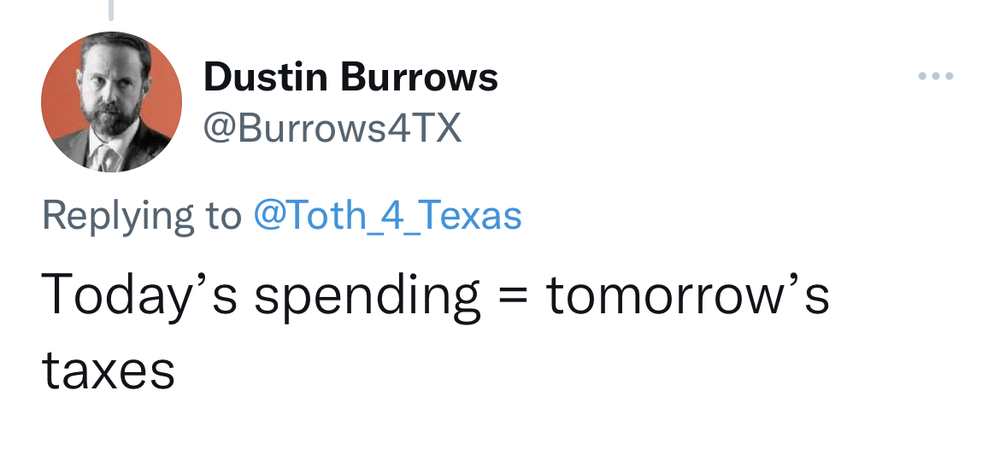 Dustin Burrows
@Burrows4TX
Replying to @Toth_4_Texas
Today’s spending = tomorrow’s
taxes